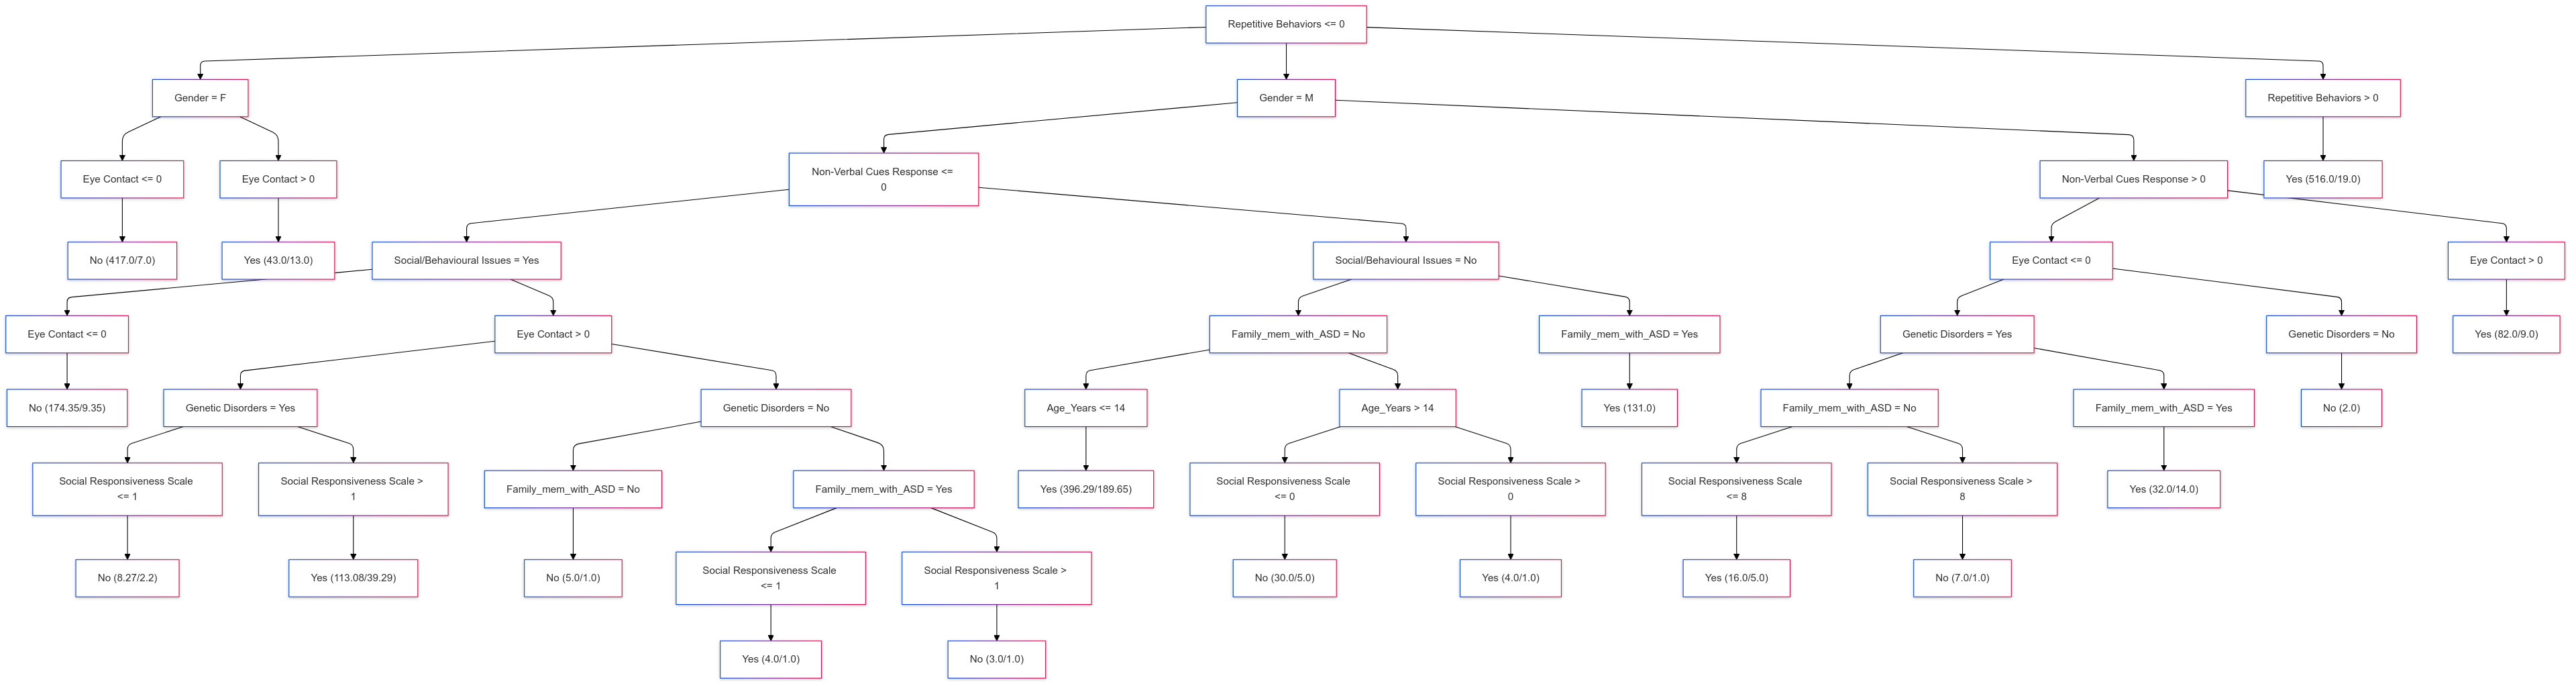 Repetitive Behaviors <= 0
Gender = F
Gender = M
Repetitive Behaviors > 0
Eye Contact <= 0
Eye Contact > 0
Non-Verbal Cues Response <=
0
Non-Verbal Cues Response > 0
Yes (516.0/19.0)
No (417.0/7.0)
Yes (43.0/13.0)
Social/Behavioural Issues = Yes
Social/Behavioural Issues = No
Eye Contact <= 0
Eye Contact > 0
Eye Contact <= 0
Eye Contact > 0
Family_mem_with_ASD = No
Family_mem_with_ASD = Yes
Genetic Disorders = Yes
Genetic Disorders = No
Yes (82.0/9.0)
No (174.35/9.35)
Genetic Disorders = Yes
Genetic Disorders = No
Age_Years <= 14
Age_Years > 14
Yes (131.0)
Family_mem_with_ASD = No
Family_mem_with_ASD = Yes
No (2.0)
Social Responsiveness Scale
<= 1
Social Responsiveness Scale >
1
Family_mem_with_ASD = No
Family_mem_with_ASD = Yes
Yes (396.29/189.65)
Social Responsiveness Scale
<= 0
Social Responsiveness Scale >
0
Social Responsiveness Scale
<= 8
Social Responsiveness Scale >
8
Yes (32.0/14.0)
No (8.27/2.2)
Yes (113.08/39.29)
No (5.0/1.0)
Social Responsiveness Scale
<= 1
Social Responsiveness Scale >
1
No (30.0/5.0)
Yes (4.0/1.0)
Yes (16.0/5.0)
No (7.0/1.0)
Yes (4.0/1.0)
No (3.0/1.0)